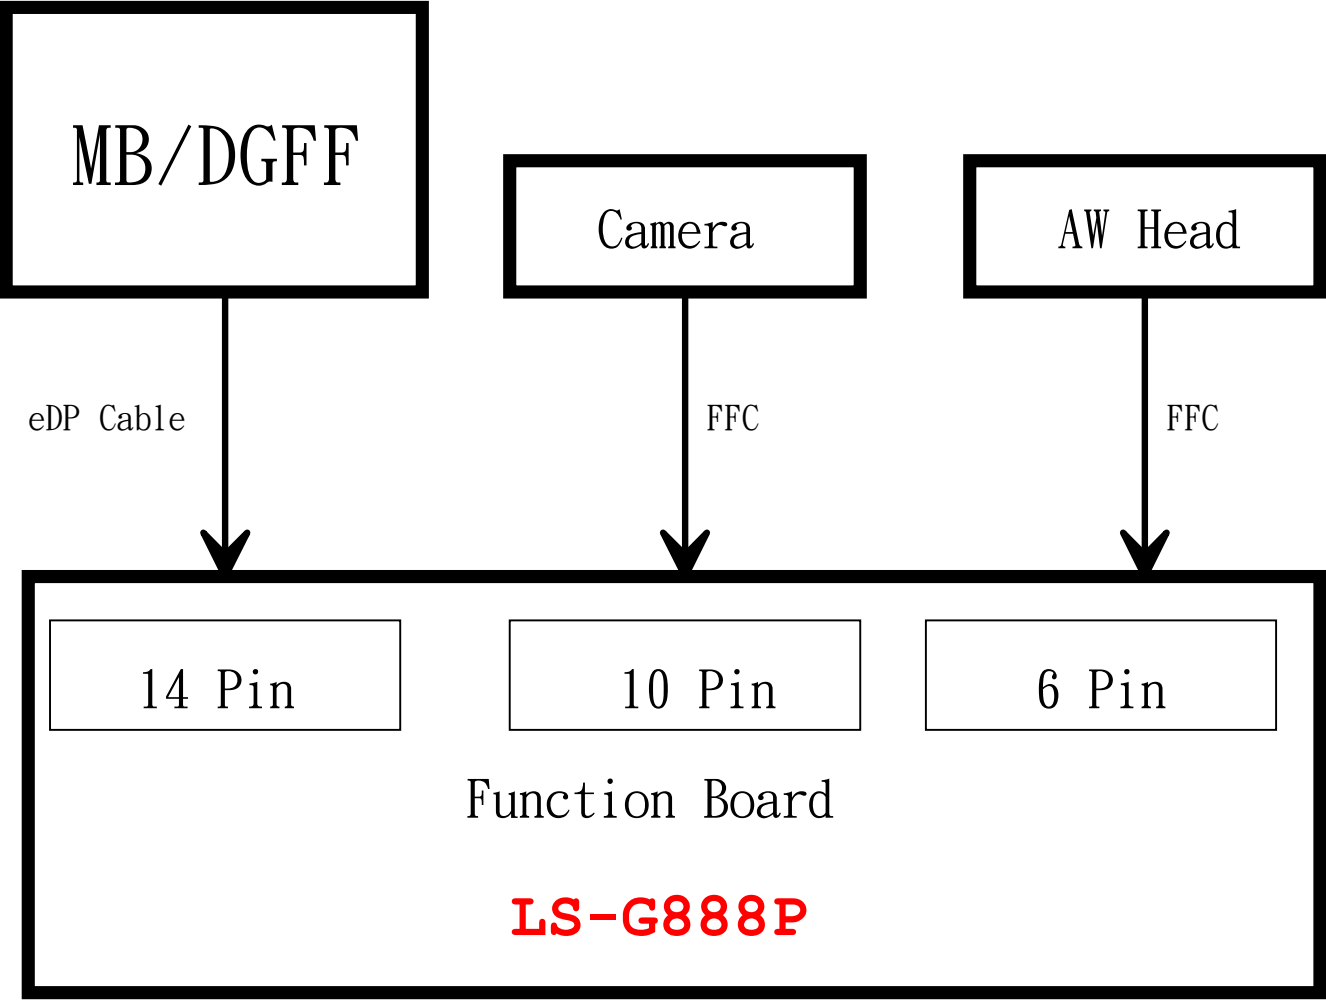 MB/DGFF
Camera
AW Head
eDP Cable
FFC
FFC
14 Pin
10 Pin
6 Pin
Function Board
LS-G888P